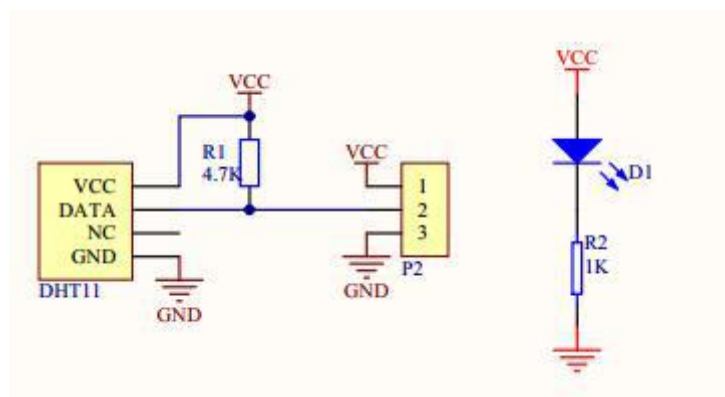 VCC
VCC
R1
4.7K
VCC
VCC
DATA
NC
GND
DHT11
GND
1
2
3
P2
GND
D1
R2
1K